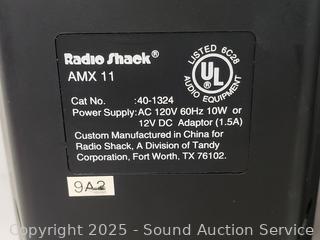 Radio Shack®
AMX 11
Cat No. :40-1324
Power Supply:AC 120V 60Hz 10W or
12V DC Adaptor (1.5A)
Custom Manufactured in China for
Radio Shack, A Division of Tandy
Corporation, Fort Worth, TX 76102.
LISTED 6C28
UL
®
AUDIO EQUIPMENT
9A2
Copyright 2025 - Sound Auction Service